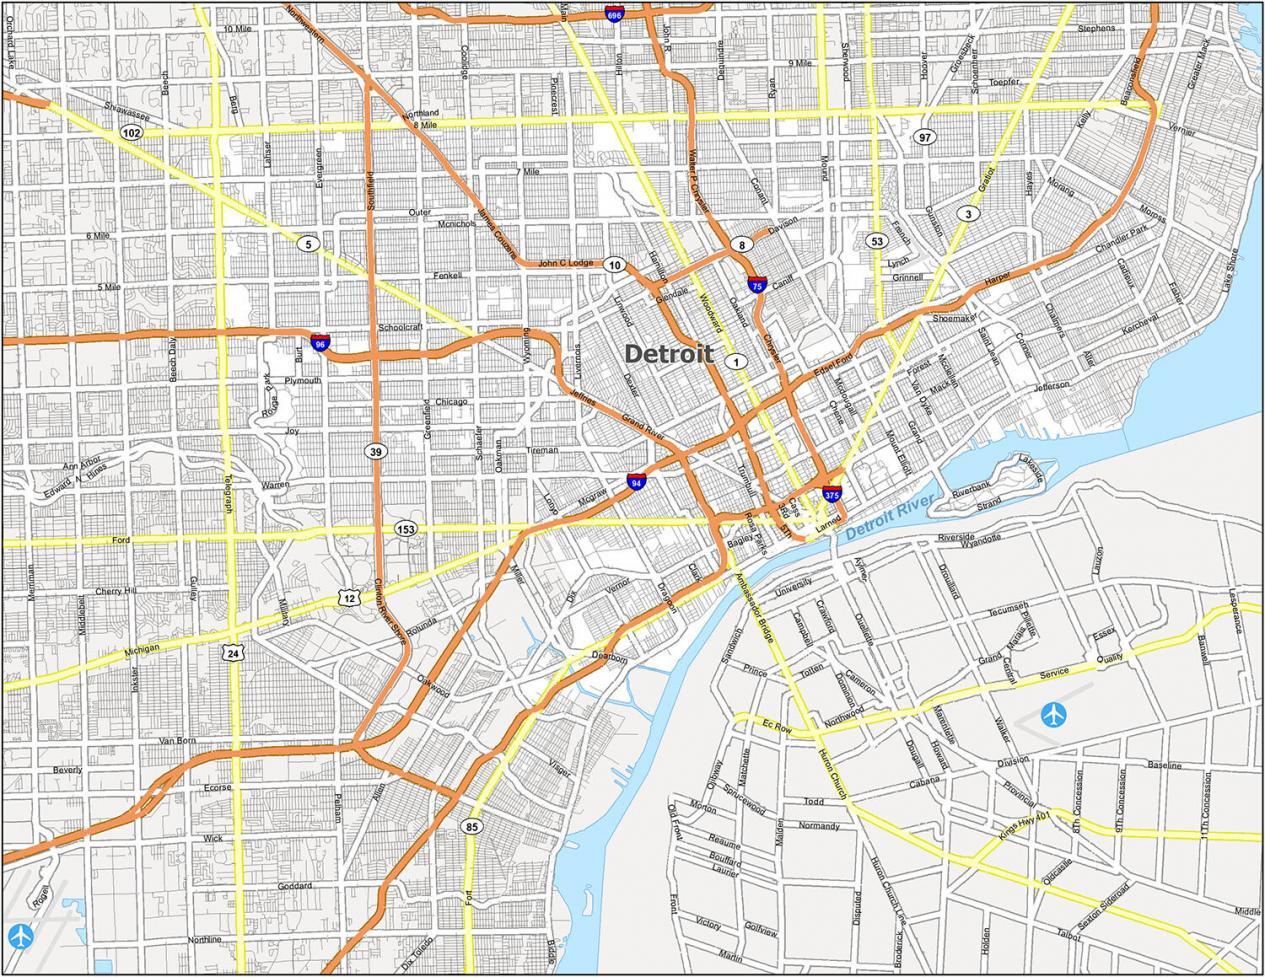 696
Northwestern
Main
John R
Stephens
Orchard Lake
10 Mile
Coolidge
Hilton
Dequindre
Sherwood
Hoover
Groesbeck
Schoenherr
Greater Mack
9 Mile
Beech
Pinecrest
Ryan
Toepfer
Beaconsfield
Shiawassee
Berg
Northland
8 Mile
102
97
Kelly
Vernier
Lahser
Evergreen
Southfield
7 Mile
Walter P Chrysler
Conant
Mound
Gratiot
Hayes
Morang
Outer
Mcnichols
James Couzens
Davison
Gunston
French
3
Moross
6 Mile
5
8
53
Chandler Park
John C Lodge
10
Hamilton
Lynch
Lake Shore
Fenkell
75
Caniff
Grinnell
Harper
Cadieux
5 Mile
Glendale
Fisher
Linwood
Woodward
Oakland
Shoemaker
Chalmers
Kercheval
Schoolcraft
96
Wyoming
Detroit
Chrysler
Saint Jean
Conner
Beech Daly
Burt
Livernois
1
Edsel Ford
Forest
Mcclellan
Alter
Plymouth
Dexter
Mcdougall
Van Dyke
Mack
Jefferson
Rouge Park
Greenfield
Chicago
Jeffries
Chene
Joy
Grand River
Grand
Schaefer
Oakman
Tireman
Mount Elliott
39
Ann Arbor
Edward N Hines
Warren
94
Trumbull
Lakeside
Telegraph
Lonyo
Mcgraw
375
Cass
3Rd
Riverbank
Strand
Rosa Parks
6Th
Larned
Detroit River
153
Ford
Bagley
Riverside
Wyandotte
Merriman
Middlebelt
Cherry Hill
Gulley
Miller
Dix
Vernor
Clark
Dragoon
Ambassador Bridge
University
Aylmer
Drouillard
Lauzon
12
Clinton River Shore
Military
Rotunda
Crawford
Campbell
Ouellette
Tecumseh
Pillette
Marais
Lesperance
Michigan
24
Dearborn
Sandwich
Essex
Banwell
Inkster
Oakwood
Prince
Totten
Cameron
Dominion
Grand
Central
Service
Quality
Northwood
Ec Row
Marentette
Walker
Van Born
Huron Church
Dougall
Howard
Division
Baseline
Beverly
Visger
Ojibway
Matchette
Cabana
Ecorse
Allen
Sprucewood
Provincial
8Th Concession
9Th Concession
11Th Concession
Pelham
Morton
Old Front
Todd
Normandy
Malden
Kings Hwy 401
85
Wick
Reaume
Bouffard
Laurier
Oldcastle
Goddard
Huron Church Line
Rogell
Fort
Front
Disputed
Sexton Sideroad
Middle
Victory
Golfview
Holden
Talbot
Northline
Dix Toledo
Biddle
Martin
Broderick